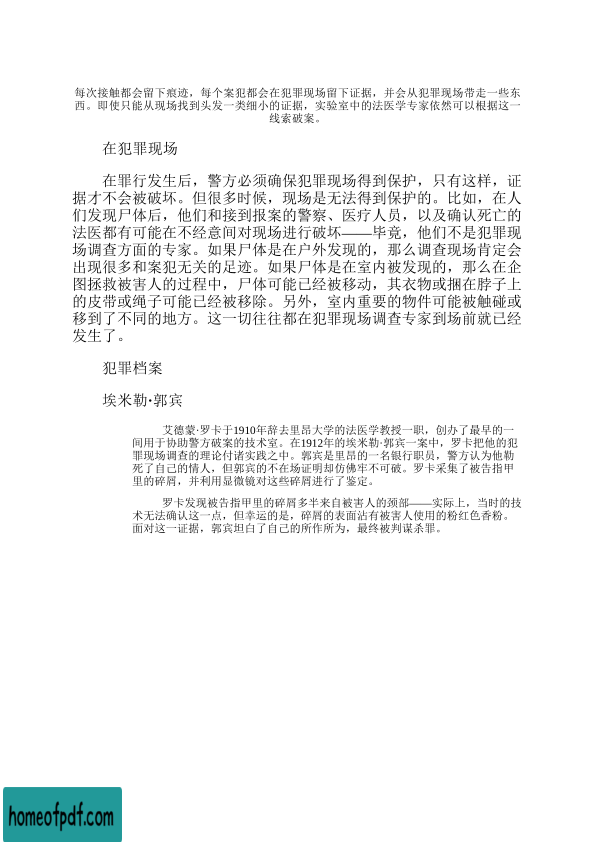 每次接触都会留下痕迹，每个案犯都会在犯罪现场留下证据，并会从犯罪现场带走一些东
西。即使只能从现场找到头发一类细小的证据，实验室中的法医学专家依然可以根据这一
线索破案。
在犯罪现场
在罪行发生后，警方必须确保犯罪现场得到保护，只有这样，证
据才不会被破坏。但很多时候，现场是无法得到保护的。比如，在人
们发现尸体后，他们和接到报案的警察、医疗人员，以及确认死亡的
法医都有可能在不经意间对现场进行破坏——毕竟，他们不是犯罪现
场调查方面的专家。如果尸体是在户外发现的，那么调查现场肯定会
出现很多和案犯无关的足迹。如果尸体是在室内被发现的，那么在企
图拯救被害人的过程中，尸体可能已经被移动，其衣物或捆在脖子上
的皮带或绳子可能已经被移除。另外，室内重要的物件可能被触碰或
移到了不同的地方。这一切往往都在犯罪现场调查专家到场前就已经
发生了。
犯罪档案
埃米勒·郭宾
艾德蒙·罗卡于1910年辞去里昂大学的法医学教授一职，创办了最早的一
间用于协助警方破案的技术室。在1912年的埃米勒·郭宾一案中，罗卡把他的犯
罪现场调查的理论付诸实践之中。郭宾是里昂的一名银行职员，警方认为他勒
死了自己的情人，但郭宾的不在场证明却仿佛牢不可破。罗卡采集了被告指甲
里的碎屑，并利用显微镜对这些碎屑进行了鉴定。
罗卡发现被告指甲里的碎屑多半来自被害人的颈部——实际上，当时的技
术无法确认这一点，但幸运的是，碎屑的表面沾有被害人使用的粉红色香粉。
面对这一证据，郭宾坦白了自己的所作所为，最终被判谋杀罪。
homeofpdf.com